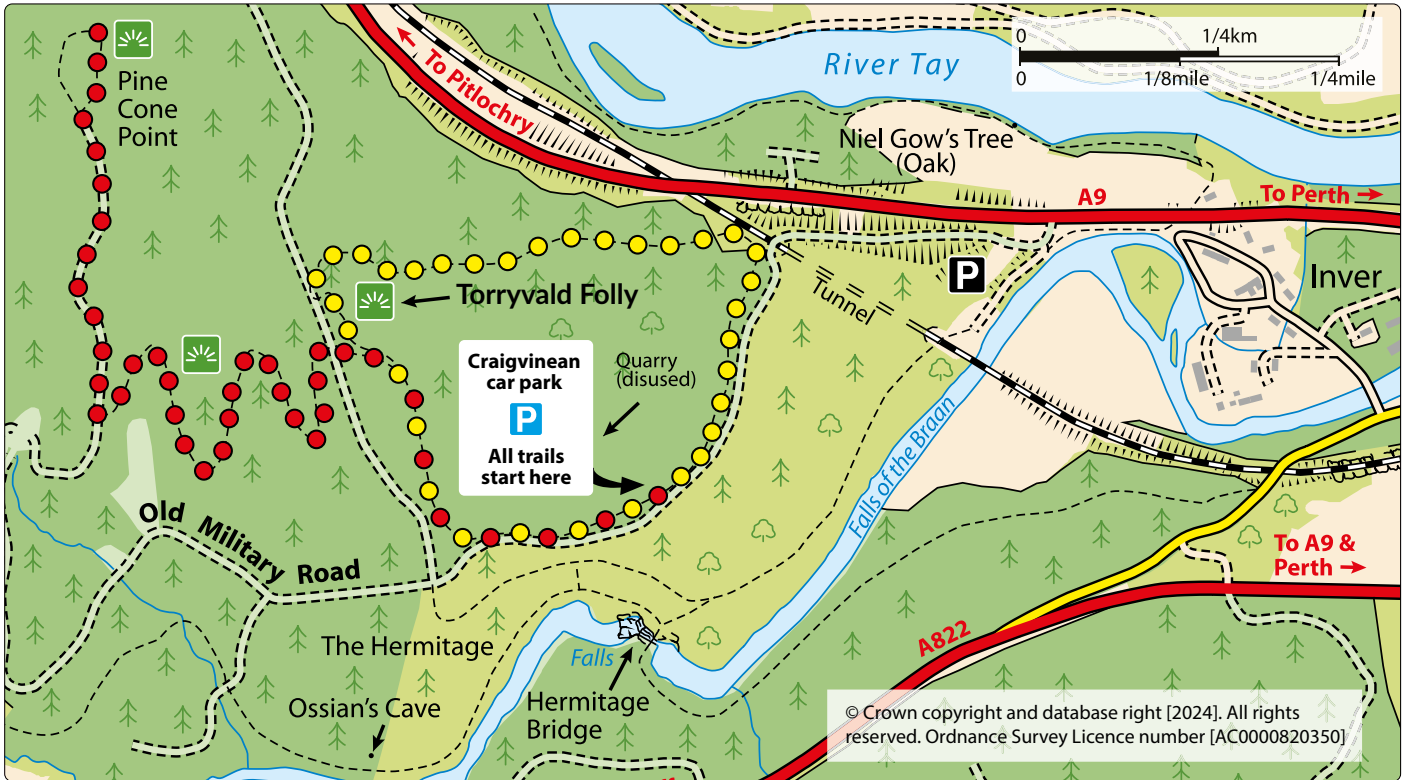 Pine
Cone
Point
To Pitlochry
River Tay
0 1/4km
0 1/8mile 1/4mile
Niel Gow's Tree
(Oak)
A9
To Perth →
P
Inver
Tunnel
Torryvald Folly
Craigvinean
car park
P
All trails
start here
Quarry
(disused)
Falls of the Braan
Old Military Road
To A9 &
Perth →
A822
The Hermitage
Falls
Ossian's Cave
Hermitage
Bridge
© Crown copyright and database right [2024]. All rights
reserved. Ordnance Survey Licence number [AC0000820350]